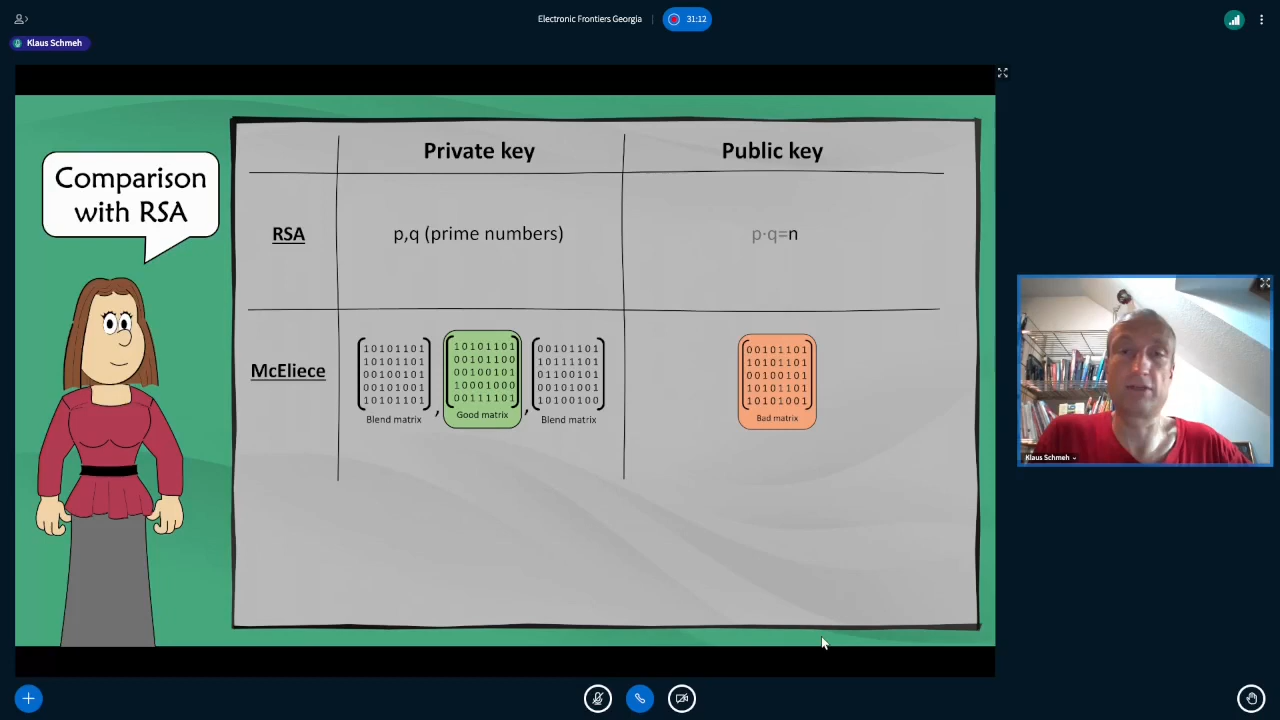 Electronic Frontiers Georgia
31:12
Klaus Schmeh
Comparison
with RSA
Private key
Public key
RSA
p,q (prime numbers)
p·q=n
McEliece
10101101
10101101
00100101
00101001
10101101
Blend matrix
,
10101101
00101100
00100101
10001000
00111101
Good matrix
,
00101101
10111101
01100101
00101001
10100100
Blend matrix
00101101
10101101
00100101
10101101
10101001
Bad matrix
Klaus Schmeh